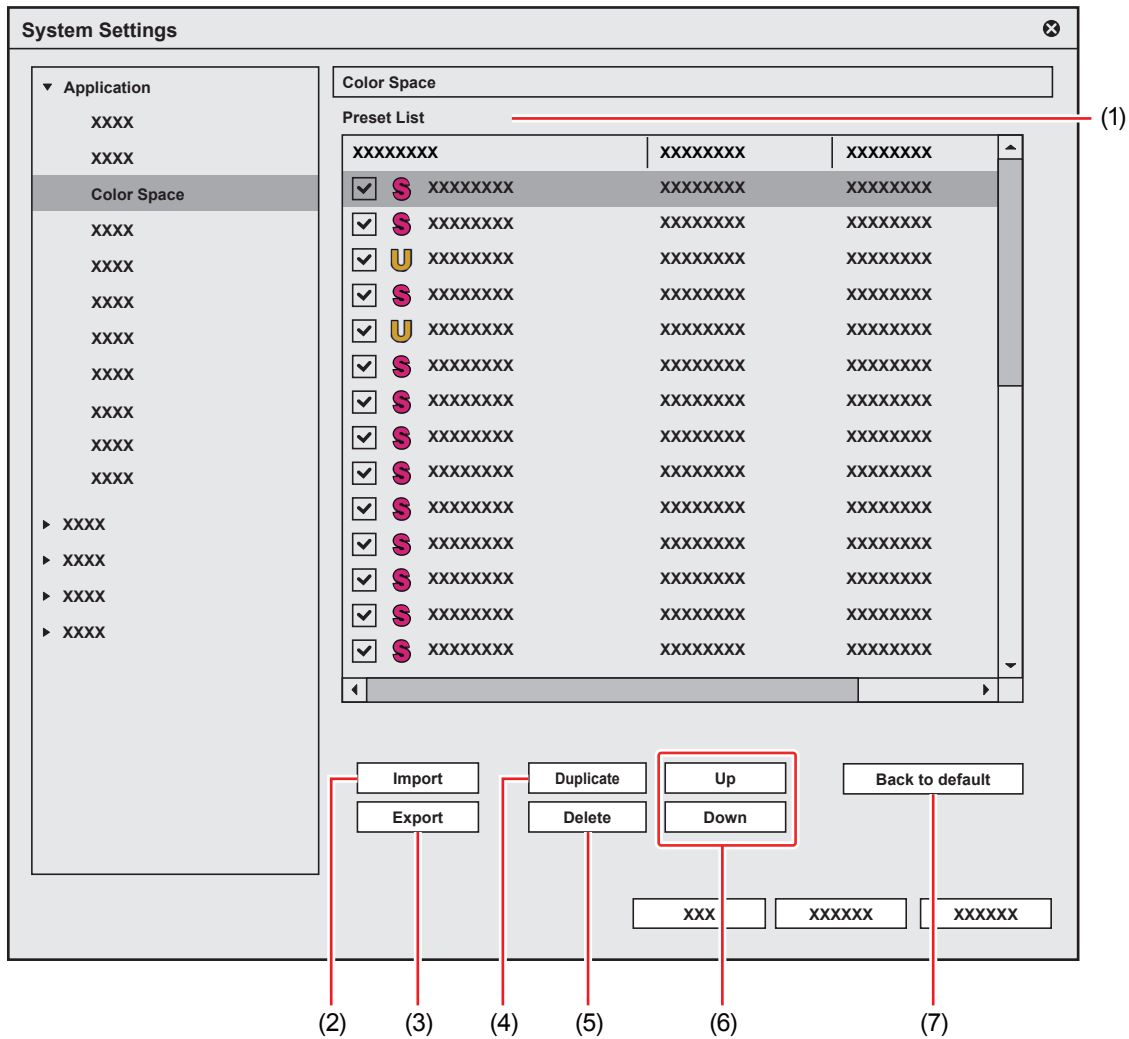 System Settings
Application
XXXX
XXXX
Color Space
XXXX
XXXX
XXXX
XXXX
XXXX
XXXX
XXXX
XXXX
XXXX
XXXX
XXXX
XXXX
Color Space
Preset List
(1)
XXXXXXXX XXXXXXXX XXXXXXXX
S XXXXXXXX XXXXXXXX XXXXXXXX
S XXXXXXXX XXXXXXXX XXXXXXXX
U XXXXXXXX XXXXXXXX XXXXXXXX
S XXXXXXXX XXXXXXXX XXXXXXXX
U XXXXXXXX XXXXXXXX XXXXXXXX
S XXXXXXXX XXXXXXXX XXXXXXXX
S XXXXXXXX XXXXXXXX XXXXXXXX
S XXXXXXXX XXXXXXXX XXXXXXXX
S XXXXXXXX XXXXXXXX XXXXXXXX
S XXXXXXXX XXXXXXXX XXXXXXXX
S XXXXXXXX XXXXXXXX XXXXXXXX
S XXXXXXXX XXXXXXXX XXXXXXXX
S XXXXXXXX XXXXXXXX XXXXXXXX
S XXXXXXXX XXXXXXXX XXXXXXXX
Import Duplicate Up Back to default
Export Delete Down
XXX XXXXXX XXXXXX
(2) (3) (4) (5) (6) (7)